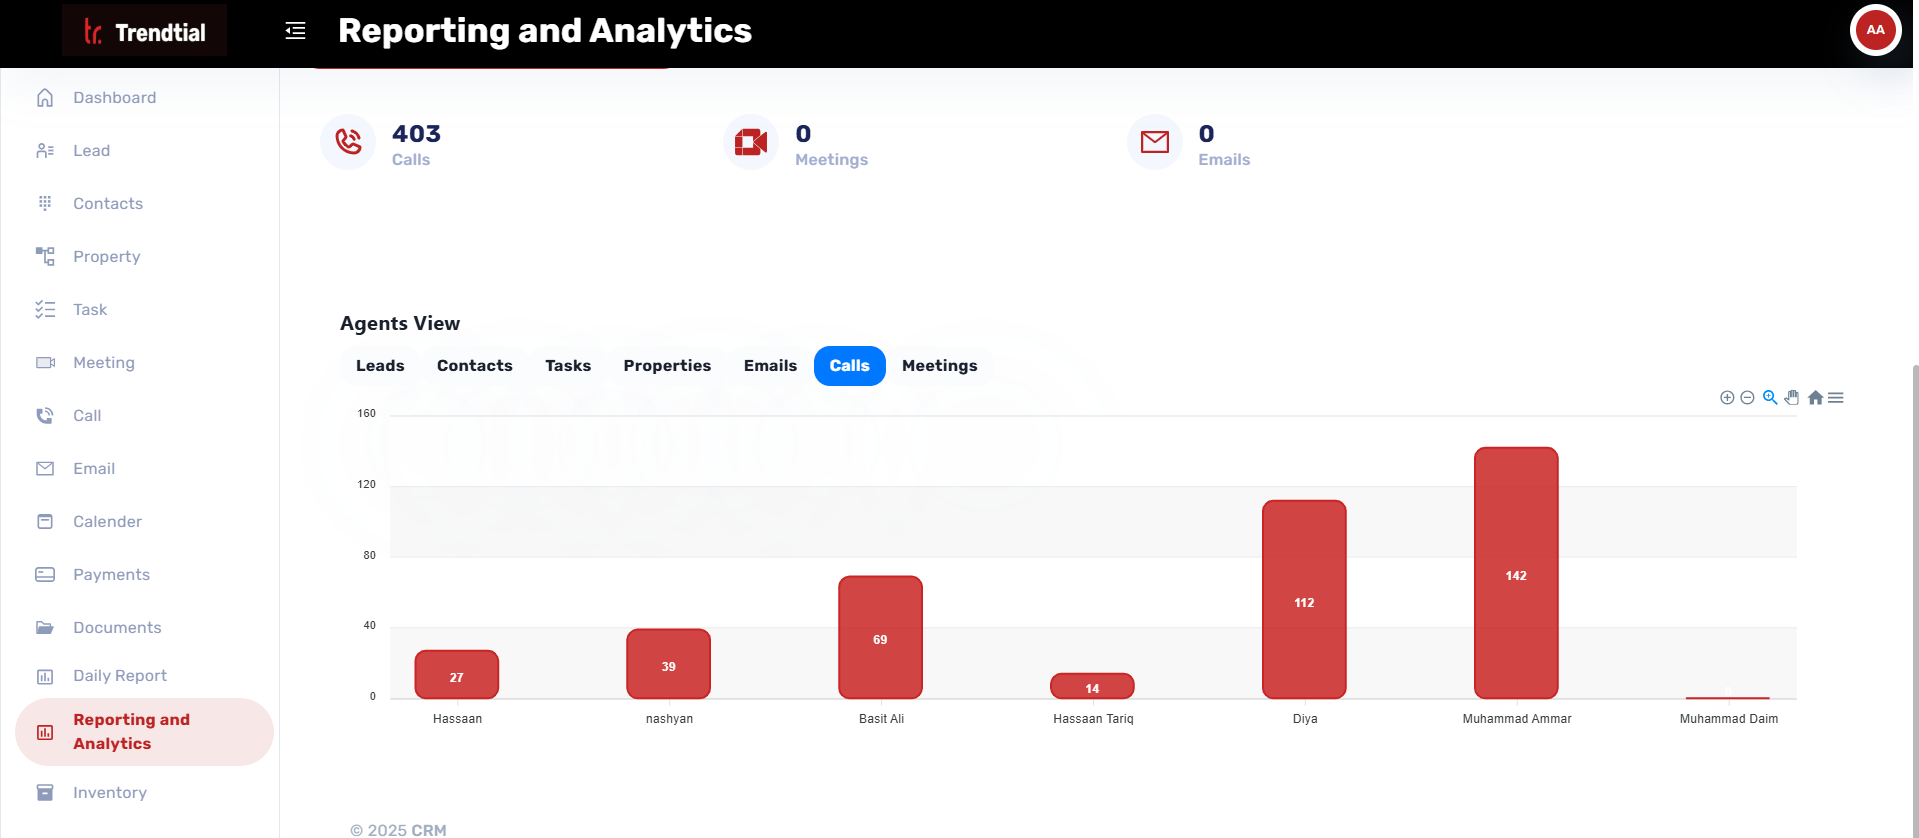 Trendtial
Reporting and Analytics
AA
Dashboard
Lead
Contacts
Property
Task
Meeting
Call
Email
Calender
Payments
Documents
Daily Report
Reporting and
Analytics
Inventory
403
Calls
0
Meetings
0
Emails
Agents View
Leads Contacts Tasks Properties Emails Calls Meetings
160
120
80
40
0
27
39
69
14
112
142
Hassaan nashyan Basit Ali Hassaan Tariq Diya Muhammad Ammar Muhammad Daim
© 2025 CRM